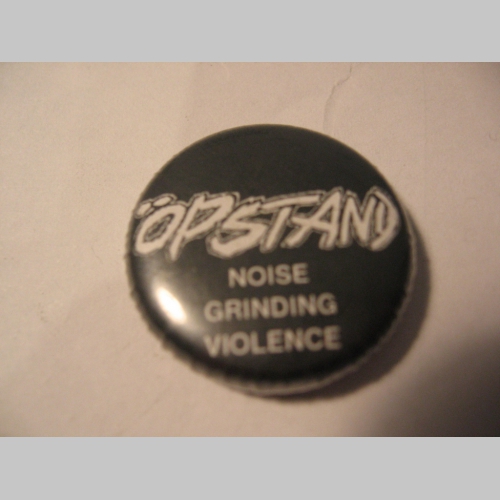 ÖPSTAND
NOISE
GRINDING
VIOLENCE